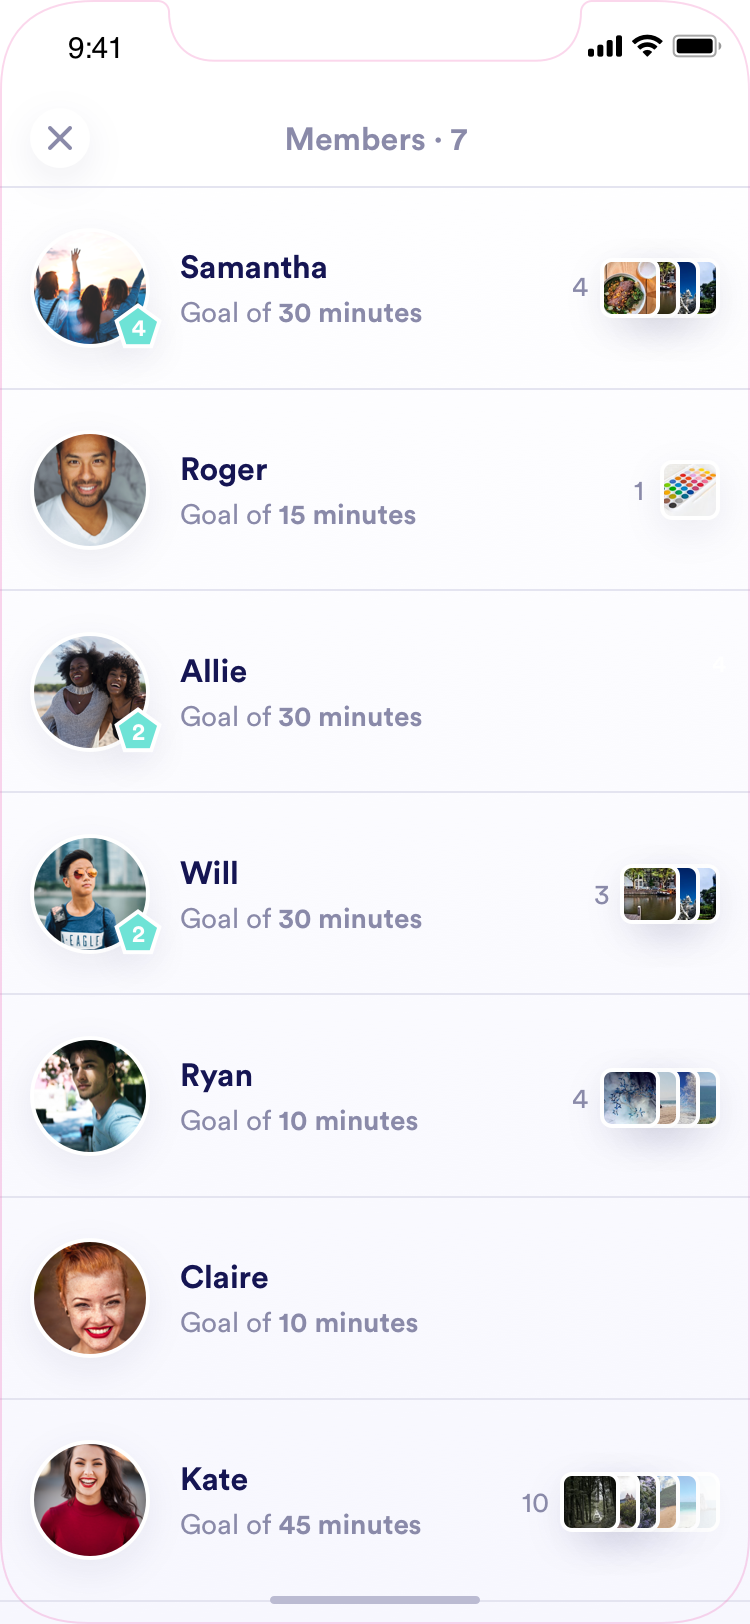 9:41
Members · 7
Samantha
Goal of 30 minutes
4
4
Roger
Goal of 15 minutes
1
Allie
Goal of 30 minutes
2
4
Will
Goal of 30 minutes
2
3
EAGLE
Ryan
Goal of 10 minutes
4
Claire
Goal of 10 minutes
Kate
Goal of 45 minutes
10